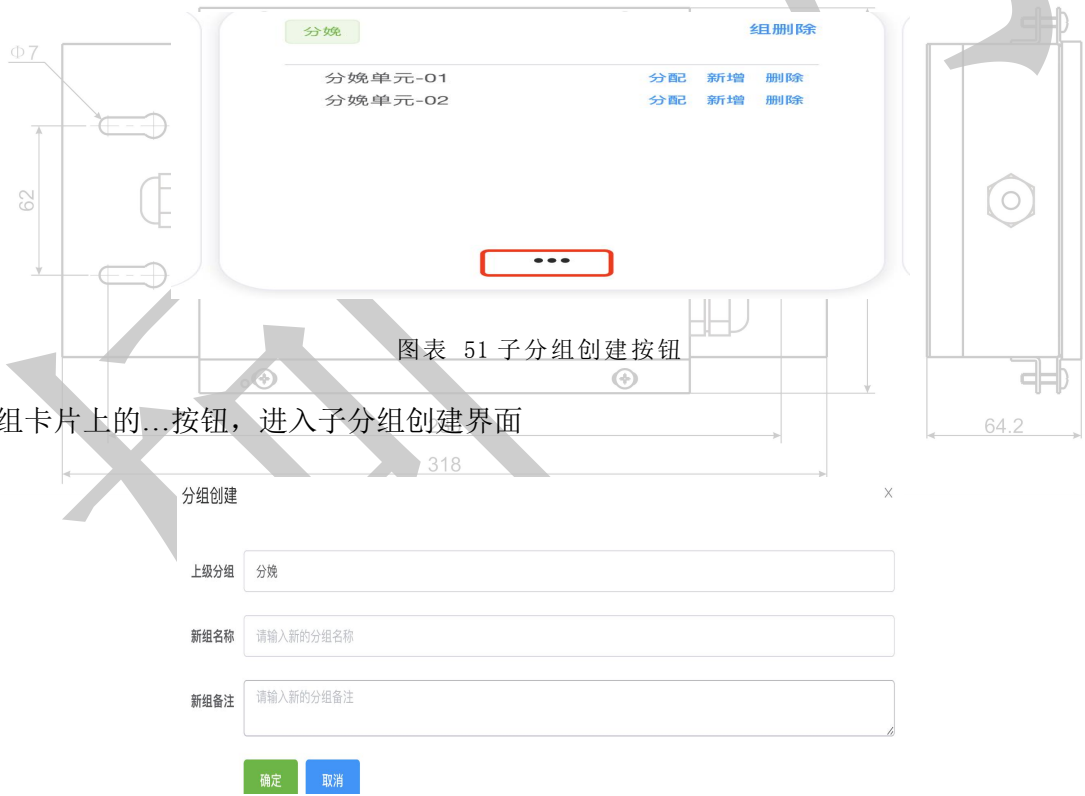 分娩
组删除
分娩单元-01 分配 新增 删除
分娩单元-02 分配 新增 删除
•••
Φ7
62
图表 51 子分组创建按钮
组卡片上的...按钮，进入子分组创建界面
64.2
318
分组创建 X
上级分组 分娩
新组名称 请输入新的分组名称
新组备注 请输入新的分组备注
确定 取消